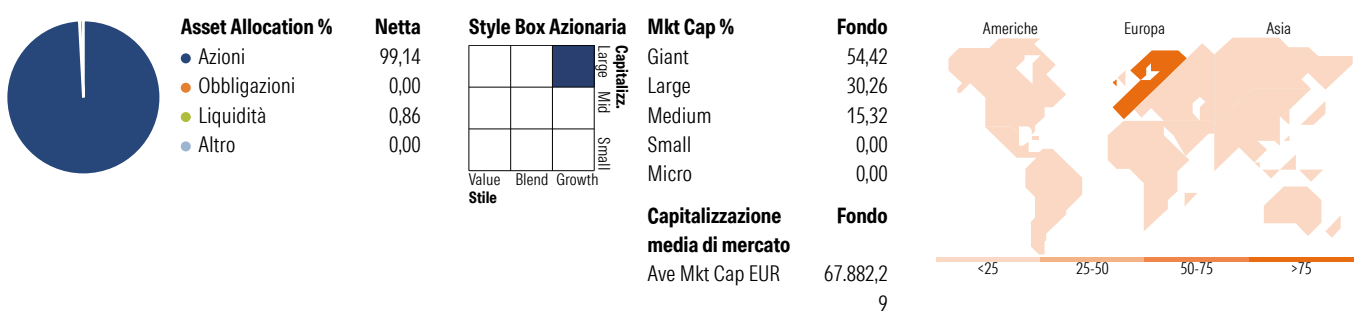 Asset Allocation % Netta
Azioni 99,14
Obbligazioni 0,00
Liquidità 0,86
Altro 0,00
Style Box Azionaria
Large Mid Small
Capitalizz.
Value Blend Growth
Stile
Mkt Cap % Fondo
Giant 54,42
Large 30,26
Medium 15,32
Small 0,00
Micro 0,00
Capitalizzazione Fondo
media di mercato
Ave Mkt Cap EUR 67.882,2
9
Americhe Europa Asia
<25 25-50 50-75 >75